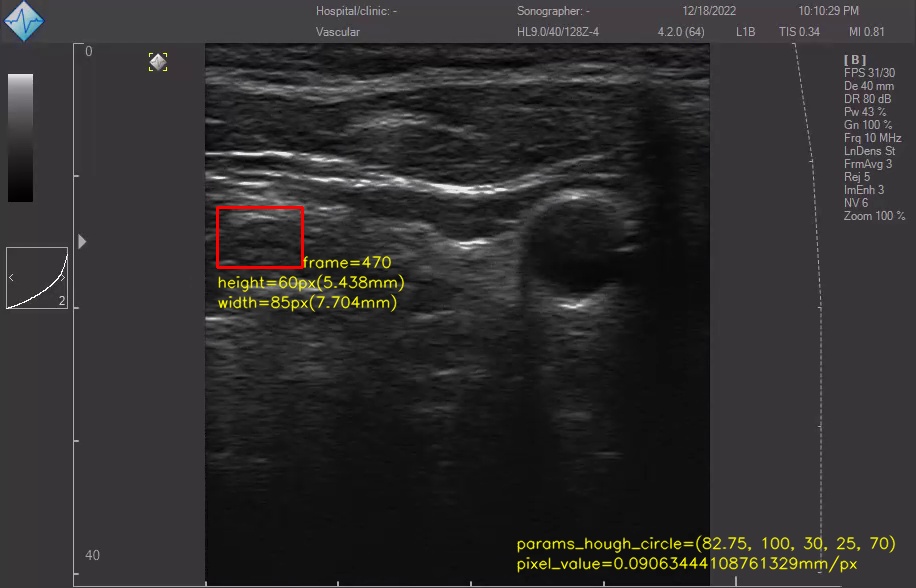 Hospital/clinic: - Sonographer: - 12/18/2022 10:10:29 PM
Vascular HL9.0/40/128Z-4 4.2.0 (64) L1B TIS 0.34 MI 0.81
0
[B]
FPS 31/30
De 40 mm
DR 80 dB
Pw 43 %
Gn 100 %
Frq 10 MHz
LnDens St
FrmAvg 3
Rej 5
ImEnh 3
NV 6
Zoom 100 %
frame=470
height=60px(5.438mm)
width=85px(7.704mm)
2
params_hough_circle=(82.75, 100, 30, 25, 70)
40
pixel_value=0.09063444108761329mm/px